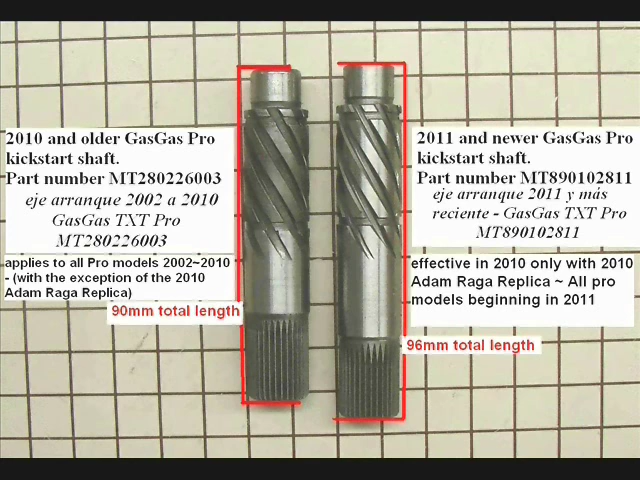 2010 and older GasGas Pro
kickstart shaft.
Part number MT280226003
eje arranque 2002 a 2010
GasGas TXT Pro
MT280226003
applies to all Pro models 2002~2010
- (with the exception of the 2010
Adam Raga Replica)
90mm total length
2011 and newer GasGas Pro
kickstart shaft.
Part number MT890102811
eje arranque 2011 y más
reciente - GasGas TXT Pro
MT890102811
effective in 2010 only with 2010
Adam Raga Replica ~ All pro
models beginning in 2011
96mm total length